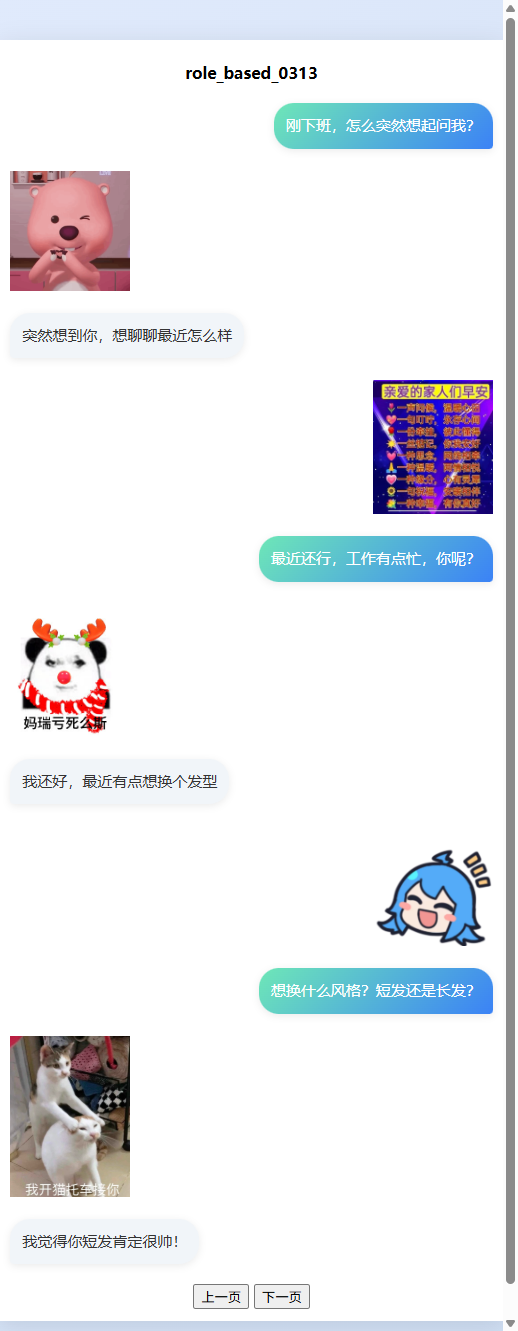 role_based_0313
刚下班，怎么突然想起问我？
突然想到你，想聊聊最近怎么样
亲爱的家人们早安
最近还行，工作有点忙，你呢？
妈瑞亏死么斯
我还好，最近有点想换个发型
想换什么风格？短发还是长发？
我开猫托车接你
我觉得你短发肯定很帅！
上一页 下一页